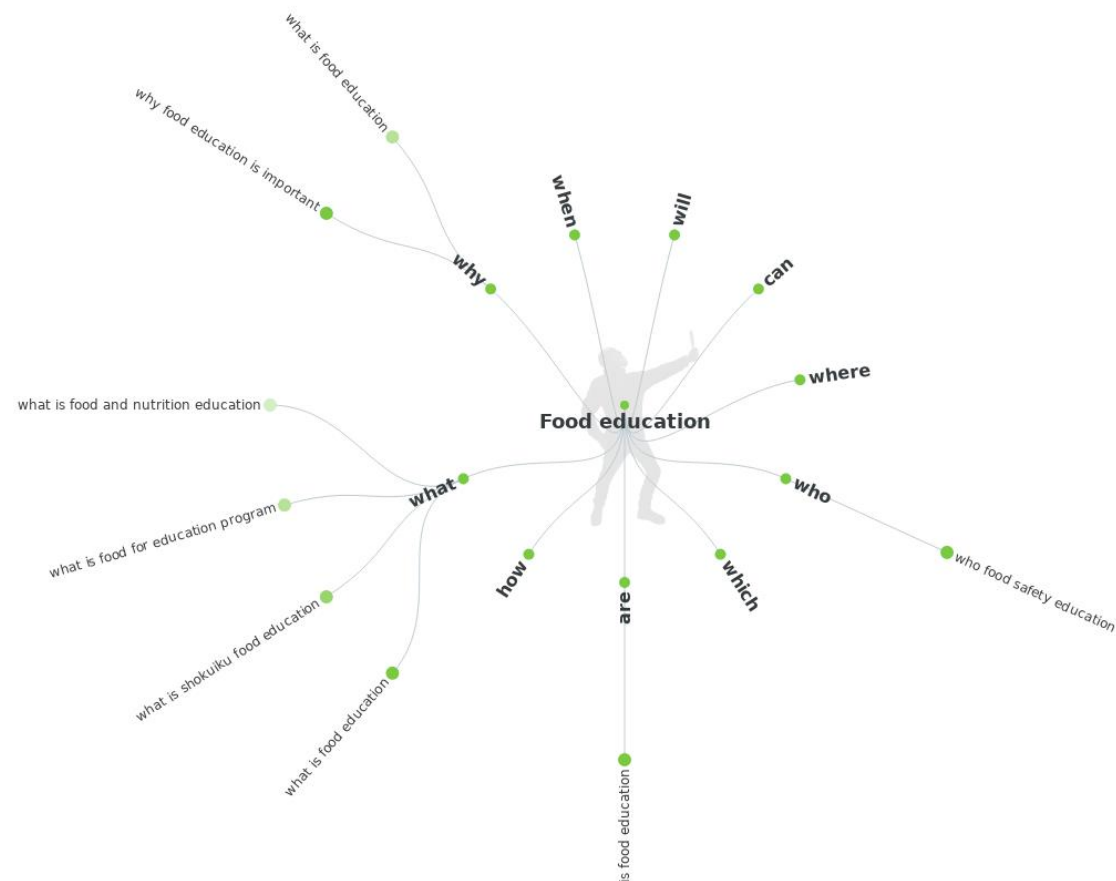 what is food education
why food education is important
why
when
will
can
where
Food education
what is food and nutrition education
what
what is food for education program
what is shokuiku food education
what is food education
how
are
which
who
who food safety education
is food education